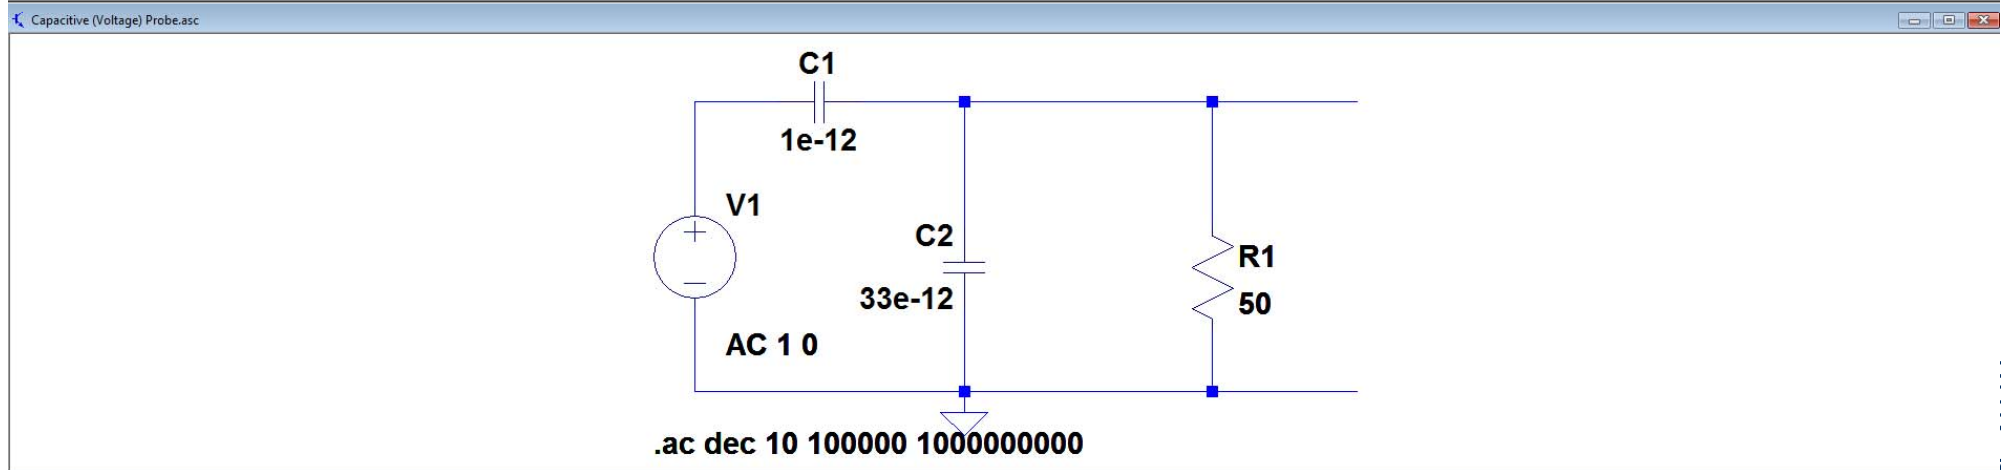 Capacitive (Voltage) Probe.asc
C1
1e-12
V1
C2
33e-12
R1
50
AC 1 0
.ac dec 10 100000 1000000000